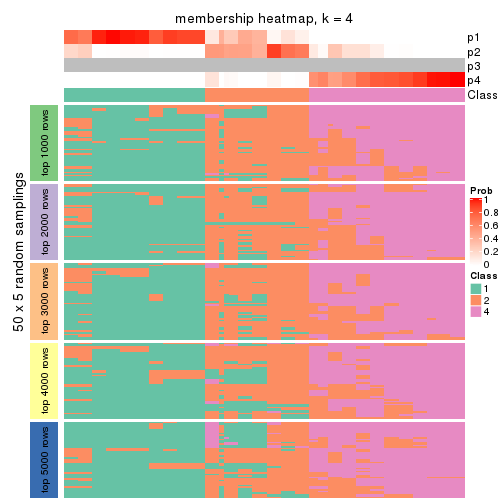 membership heatmap, k = 4
p1
p2
p3
p4
Class
50 x 5 random samplings
top 1000 rows
top 2000 rows
top 3000 rows
top 4000 rows
top 5000 rows
Prob
1
0.8
0.6
0.4
0.2
0
Class
1
2
4